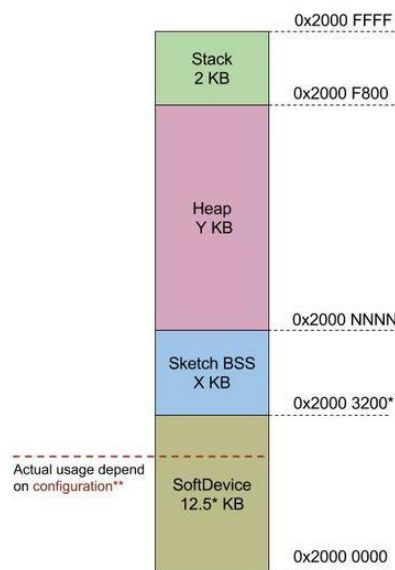 0x2000 FFFF
Stack
2 KB
0x2000 F800
Heap
Y KB
0x2000 NNNN
Sketch BSS
X KB
0x2000 3200*
Actual usage depend
on configuration**
SoftDevice
12.5* KB
0x2000 0000